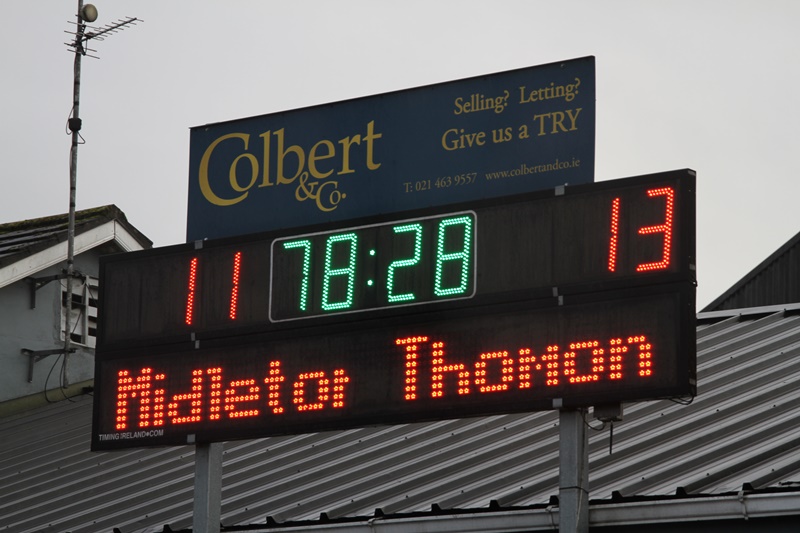 Colbert
& Co.
Selling? Letting?
Give us a TRY
T: 021 463 9557 www.colbertandco.ie
11 78:28 13
Midletor Thomon
TIMING IRELAND●COM